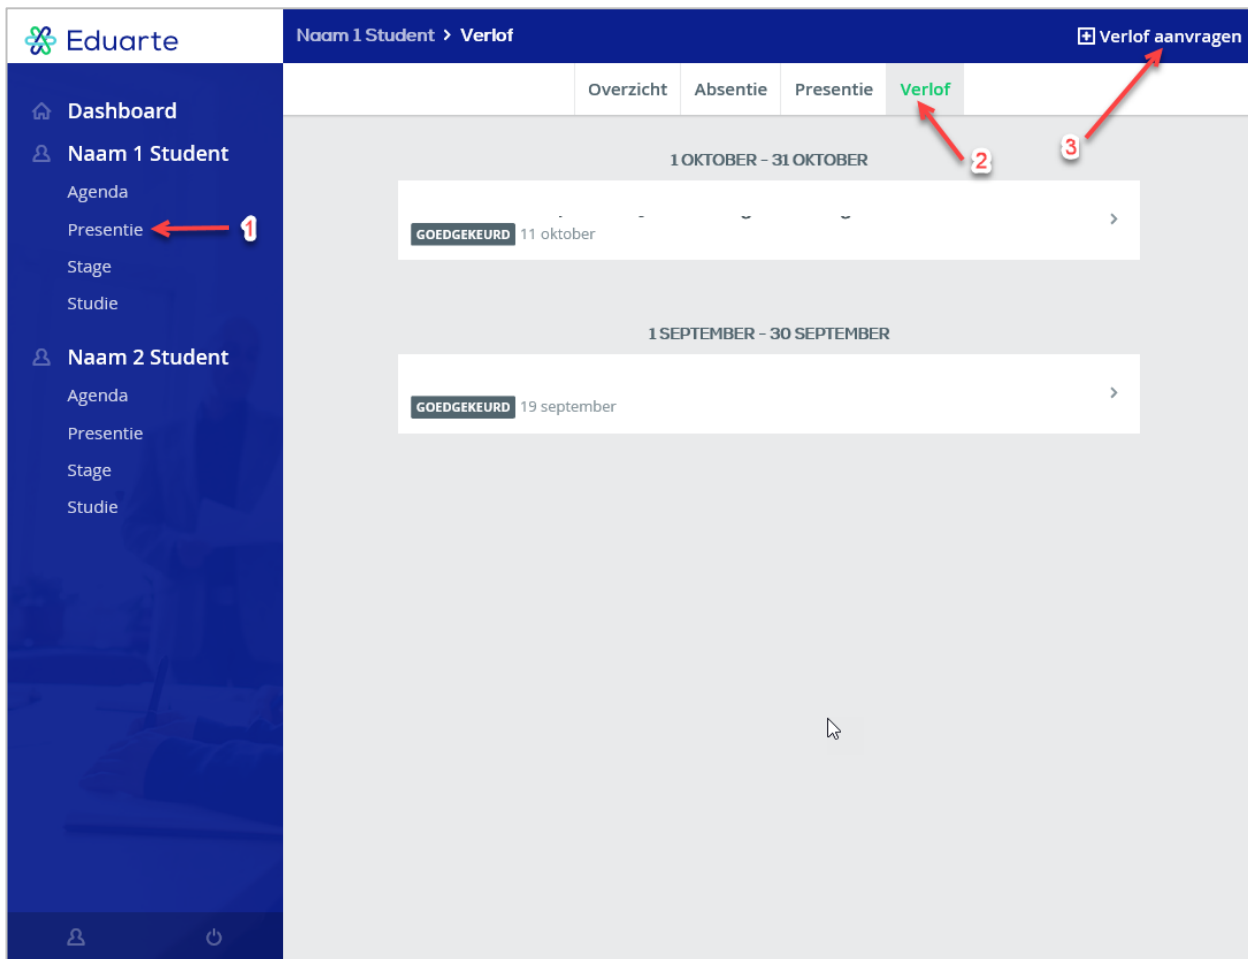 Eduarte
Naam 1 Student > Verlof
Verlof aanvragen
Overzicht Absentie Presentie Verlof
Dashboard
Naam 1 Student
Agenda
Presentie
Stage
Studie
Naam 2 Student
Agenda
Presentie
Stage
Studie
1
2
3
1 OKTOBER - 31 OKTOBER
GOEDGEKEURD 11 oktober
1 SEPTEMBER - 30 SEPTEMBER
GOEDGEKEURD 19 september